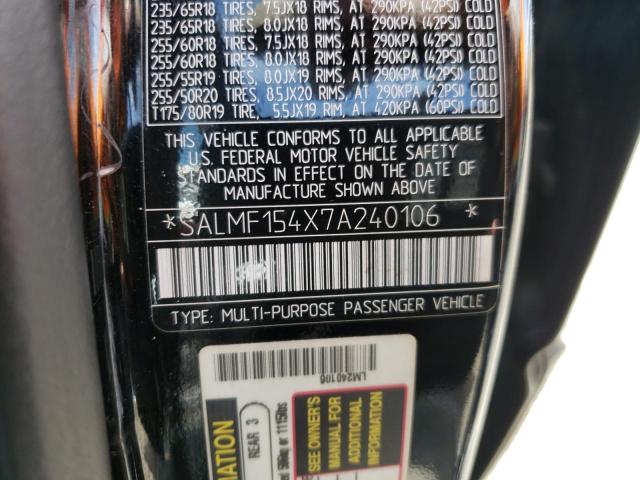 235/65R18 TIRES, 7.5JX18 RIMS, AT 290KPA (42PSI) COLD
235/65R18 TIRES, 8.0JX18 RIMS, AT 290KPA (42PSI) COLD
255/60R18 TIRES, 7.5JX18 RIMS, AT 290KPA (42PSI) COLD
255/60R18 TIRES, 8.0JX18 RIMS, AT 290KPA (42PSI) COLD
255/55R19 TIRES, 8.0JX19 RIMS, AT 290KPA (42PSI) COLD
255/50R20 TIRES, 8.5JX20 RIMS, AT 290KPA (42PSI) COLD
T175/80R19 TIRE, 5.5JX19 RIM, AT 420KPA (60PSI) COLD
THIS VEHICLE CONFORMS TO ALL APPLICABLE
U.S. FEDERAL MOTOR VEHICLE SAFETY
STANDARDS IN EFFECT ON THE DATE OF
MANUFACTURE SHOWN ABOVE
*SALMF154X7A240106*
TYPE: MULTI-PURPOSE PASSENGER VEHICLE
LM240106
REAR 3
or 1115lbs
SEE OWNER'S
MANUAL FOR
ADDITIONAL
INFORMATION